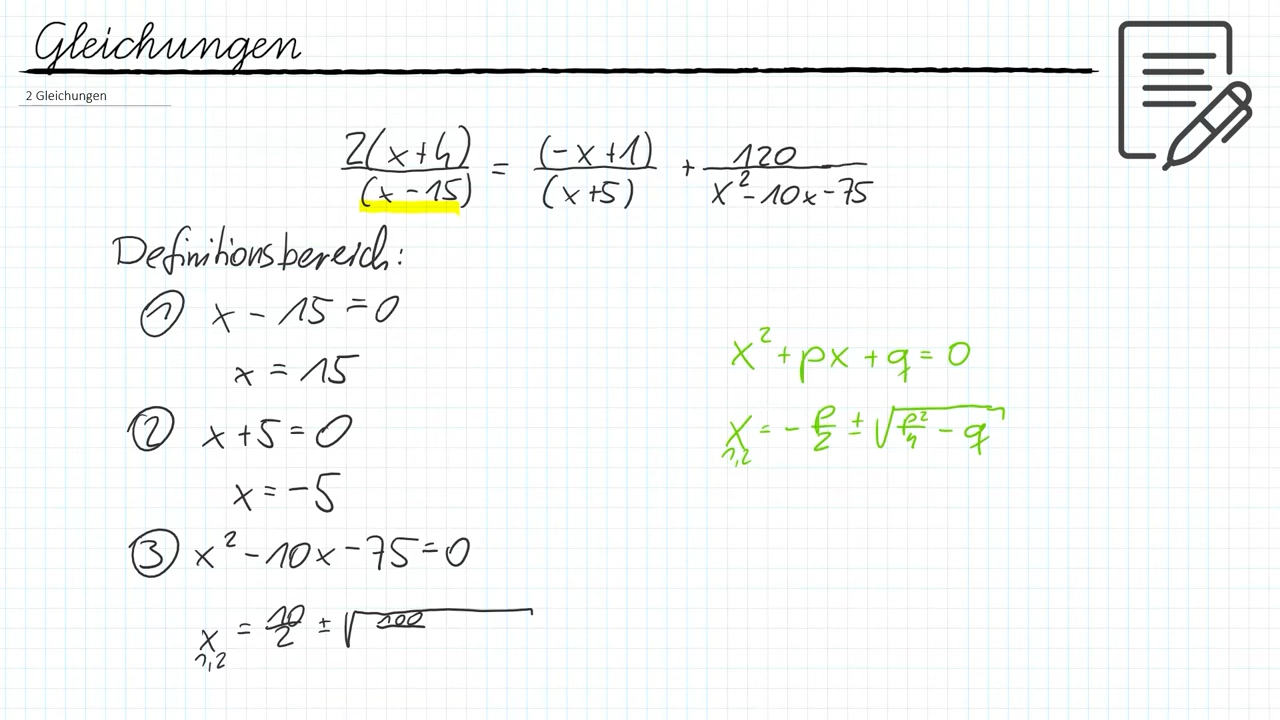 Gleichungen
2 Gleichungen
2(x+4)/(x-15) = (-x+1)/(x+5) + 120/(x²-10x-75)
Definitionsbereich:
① x - 15 = 0
x = 15
② x + 5 = 0
x = -5
③ x² - 10x - 75 = 0
x₁,₂ = 10/2 ± √(100/
x² + px + q = 0
x₁,₂ = - p/2 ± √(p²/4 - q)